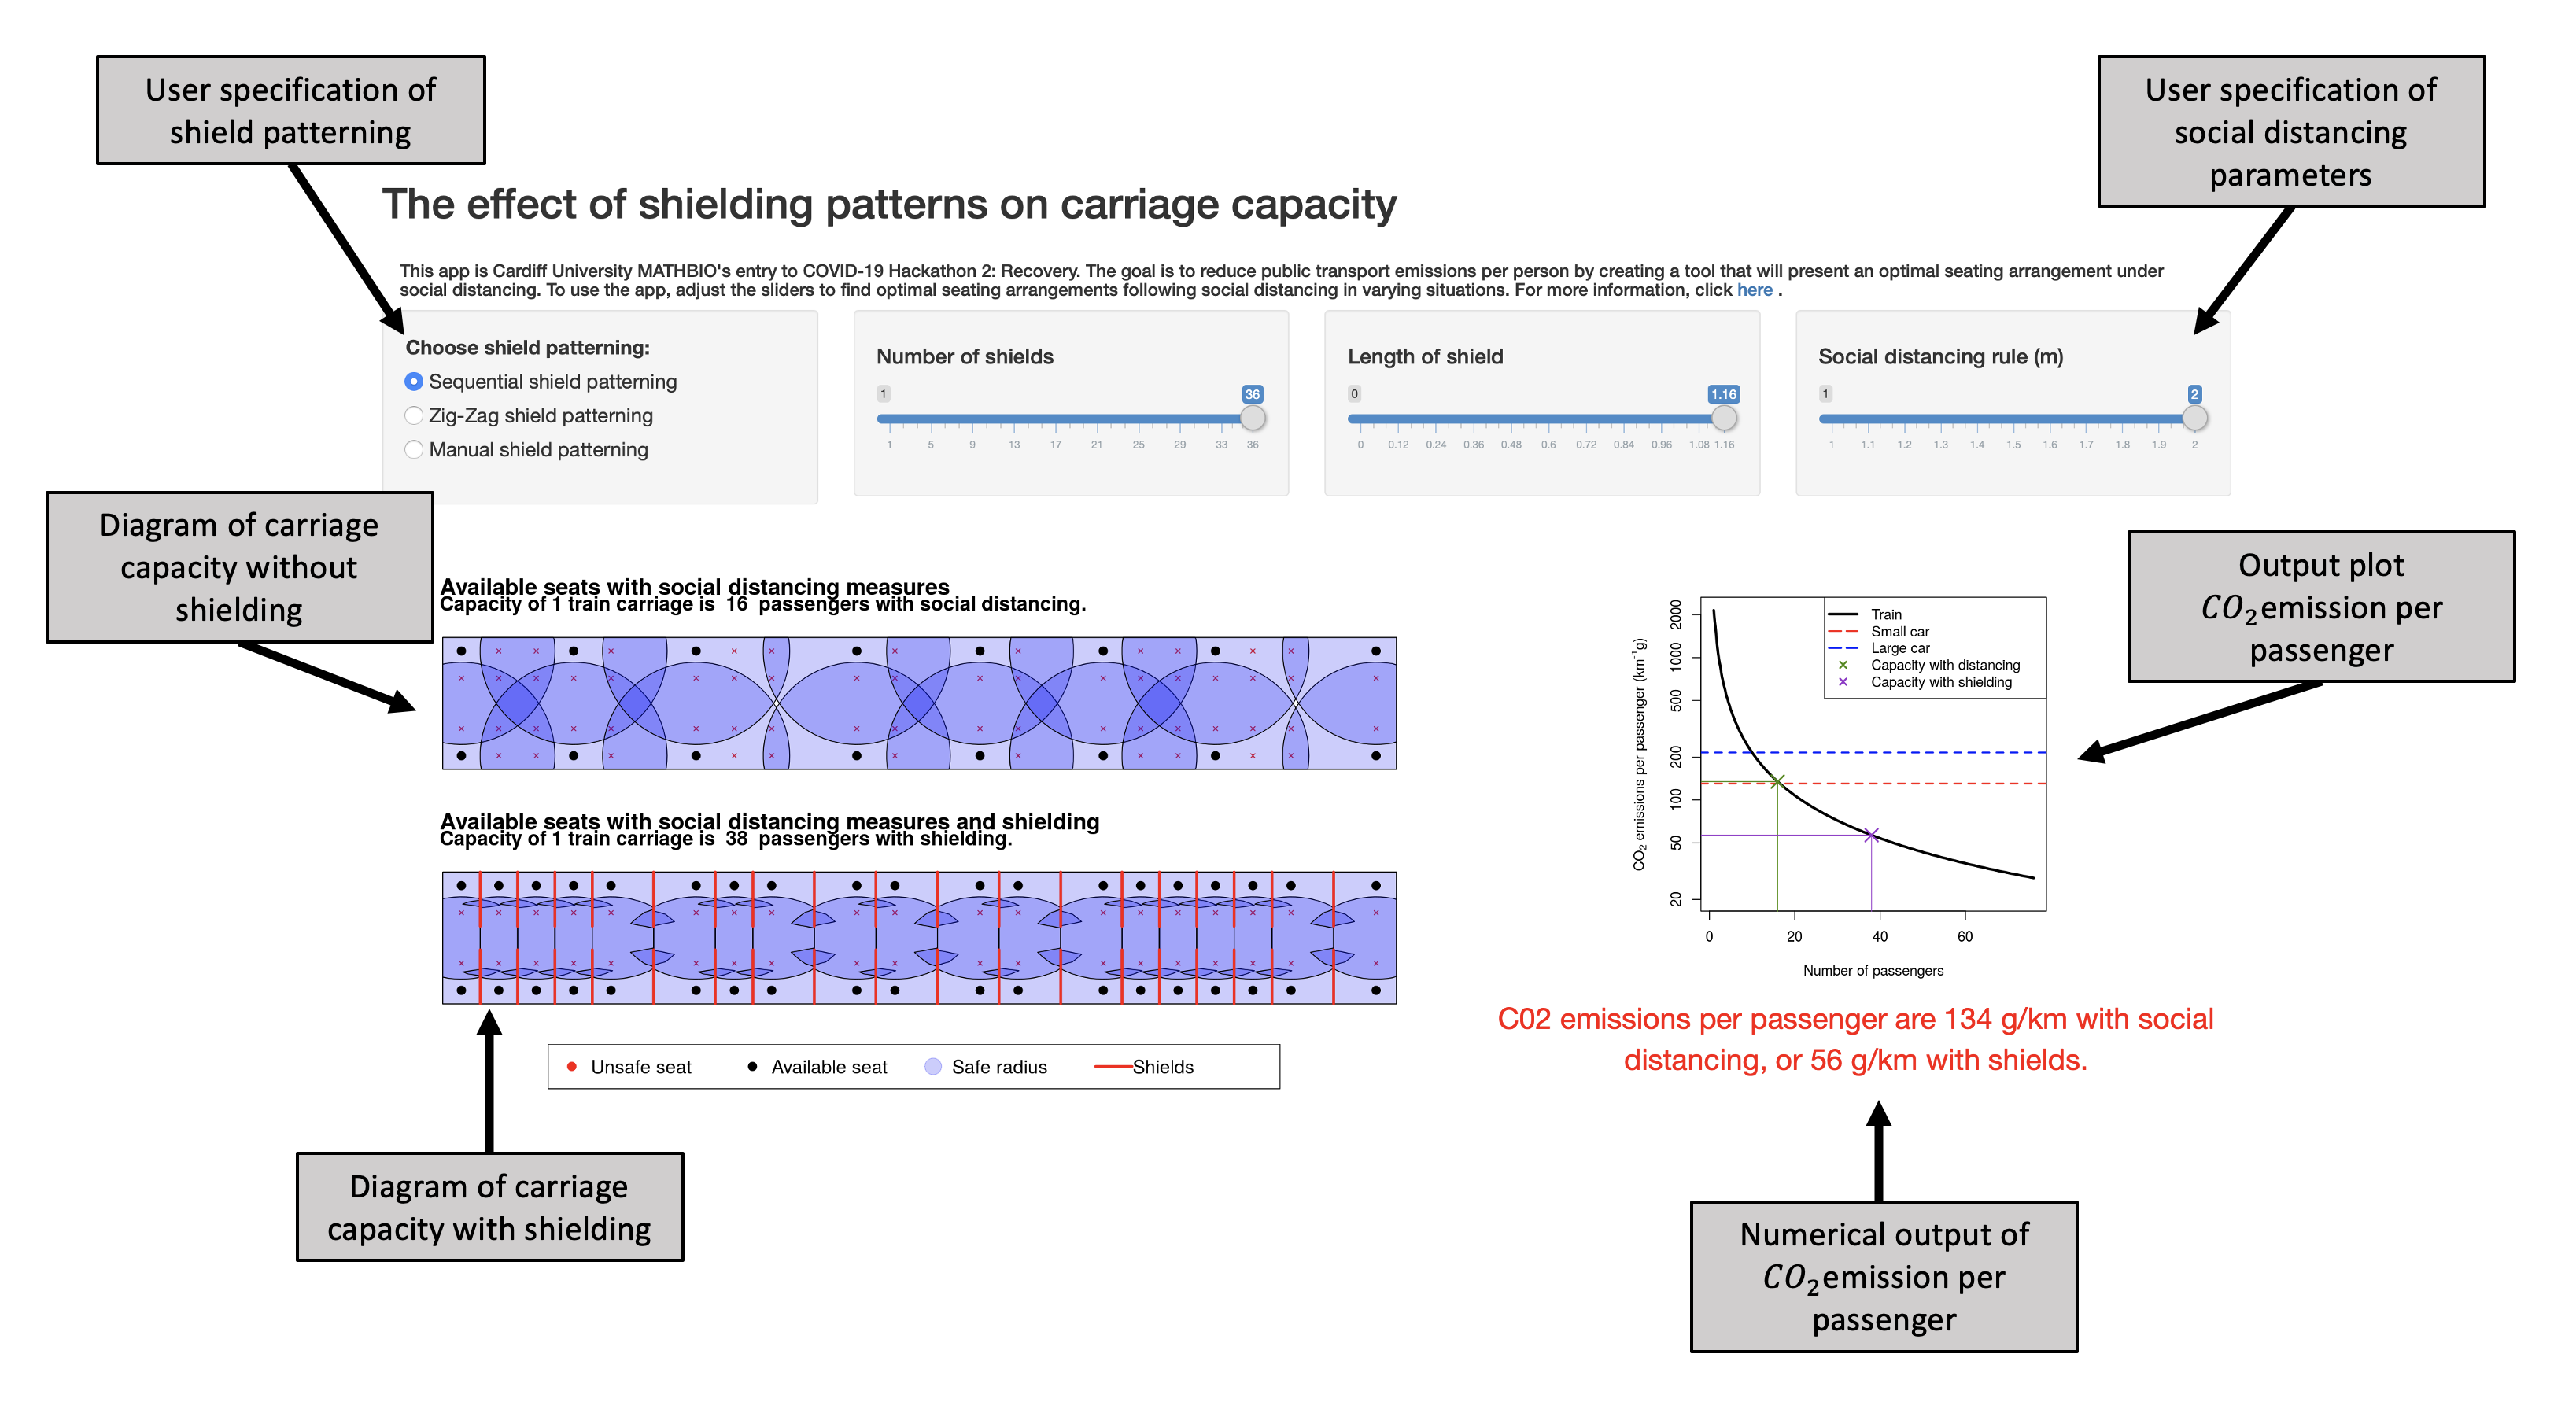 User specification of
shield patterning
User specification of
social distancing
parameters
The effect of shielding patterns on carriage capacity
This app is Cardiff University MATHBIO's entry to COVID-19 Hackathon 2: Recovery. The goal is to reduce public transport emissions per person by creating a tool that will present an optimal seating arrangement under
social distancing. To use the app, adjust the sliders to find optimal seating arrangements following social distancing in varying situations. For more information, click here .
Choose shield patterning:
Sequential shield patterning
Zig-Zag shield patterning
Manual shield patterning
Number of shields
1 36
1 5 9 13 17 21 25 29 33 36
Length of shield
0 1.16
0 0.12 0.24 0.36 0.48 0.6 0.72 0.84 0.96 1.08 1.16
Social distancing rule (m)
1 2
1 1.1 1.2 1.3 1.4 1.5 1.6 1.7 1.8 1.9 2
Diagram of carriage
capacity without
shielding
Available seats with social distancing measures
Capacity of 1 train carriage is 16 passengers with social distancing.
Available seats with social distancing measures and shielding
Capacity of 1 train carriage is 38 passengers with shielding.
Unsafe seat Available seat Safe radius Shields
Diagram of carriage
capacity with shielding
Output plot
CO₂ emission per
passenger
CO₂ emissions per passenger (km⁻¹g)
2000
1000
500
200
100
50
20
Train
Small car
Large car
Capacity with distancing
Capacity with shielding
0 20 40 60
Number of passengers
C02 emissions per passenger are 134 g/km with social
distancing, or 56 g/km with shields.
Numerical output of
CO₂ emission per
passenger